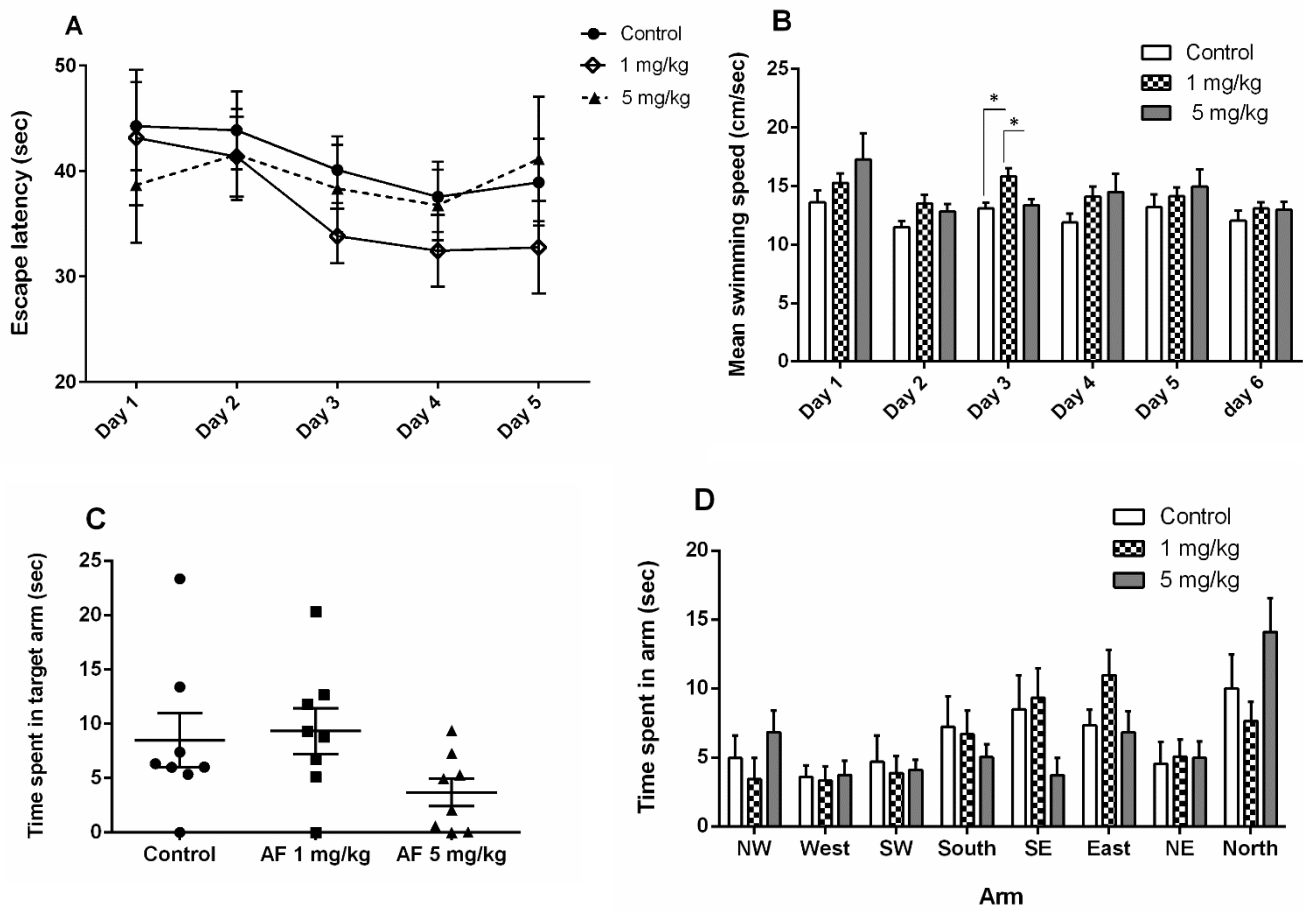 A
Control
1 mg/kg
5 mg/kg
Escape latency (sec)
50
40
30
20
Day 1
Day 2
Day 3
Day 4
Day 5
B
Control
1 mg/kg
5 mg/kg
Mean swimming speed (cm/sec)
25
20
15
10
5
0
*
*
Day 1
Day 2
Day 3
Day 4
Day 5
day 6
C
Time spent in target arm (sec)
25
20
15
10
5
0
Control
AF 1 mg/kg
AF 5 mg/kg
D
Control
1 mg/kg
5 mg/kg
Time spent in arm (sec)
20
15
10
5
0
NW
West
SW
South
SE
East
NE
North
Arm